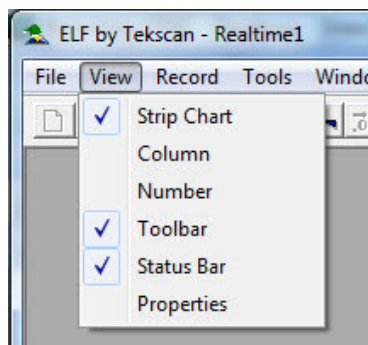 ELF by Tekscan - Realtime1
File View Record Tools
Strip Chart
Column
Number
Toolbar
Status Bar
Properties